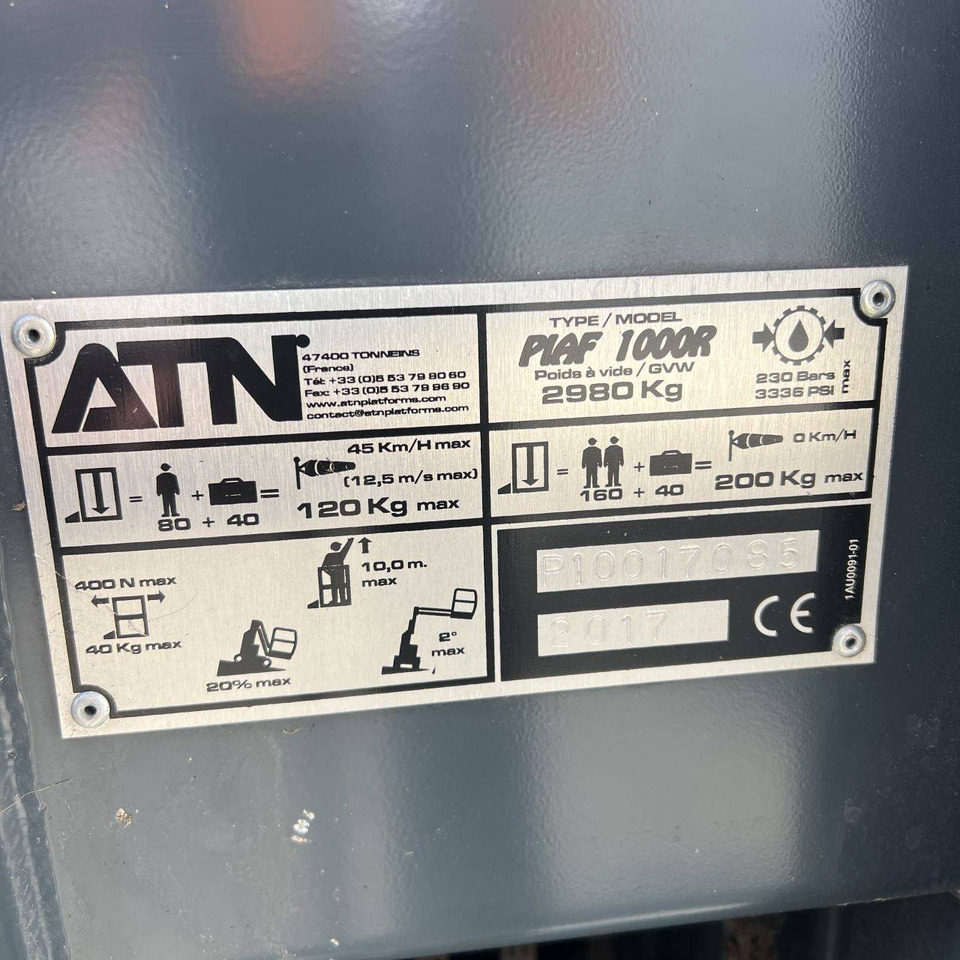 ATN
47400 TONNEINS
(France)
Tél: +33 (0)5 53 79 80 60
Fax: +33 (0)5 53 79 96 90
www.atnplatforms.com
contact@atnplatforms.com
TYPE / MODEL
PIAF 1000R
Poids à vide / GVW
2980 Kg
230 Bars
3336 PSI
max
45 Km/H max
(12,5 m/s max)
= + =
80 + 40
120 Kg max
0 Km/H
= + =
160 + 40
200 Kg max
400 N max
40 Kg max
10,0 m.
max
20% max
2°
max
P10017085
2017
CE
1AU0091-01